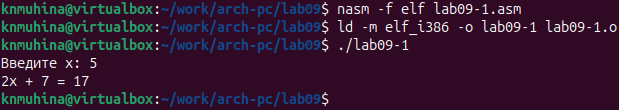 knmuhina@virtualbox:~/work/arch-pc/lab09$ nasm -f elf lab09-1.asm
knmuhina@virtualbox:~/work/arch-pc/lab09$ ld -m elf_i386 -o lab09-1 lab09-1.o
knmuhina@virtualbox:~/work/arch-pc/lab09$ ./lab09-1
Введите x: 5
2x + 7 = 17
knmuhina@virtualbox:~/work/arch-pc/lab09$